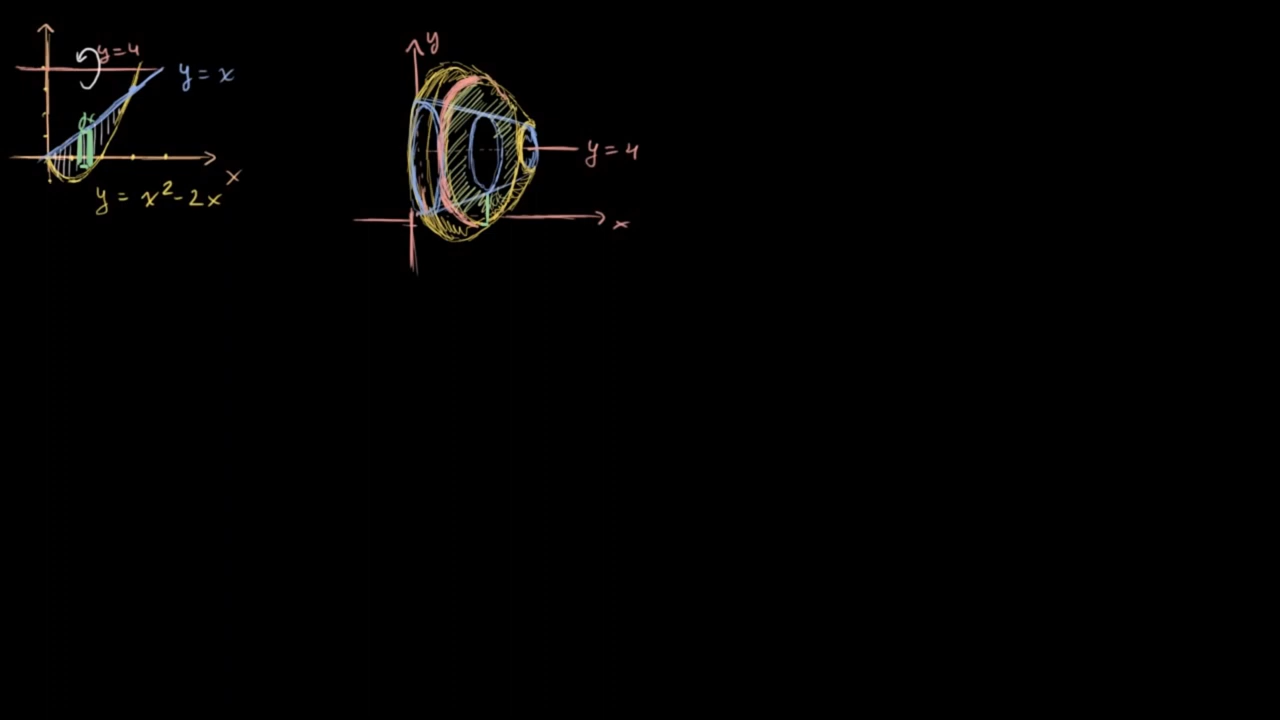 y = 4
y = x
dx
x
y = x² - 2x
y
y = 4
x